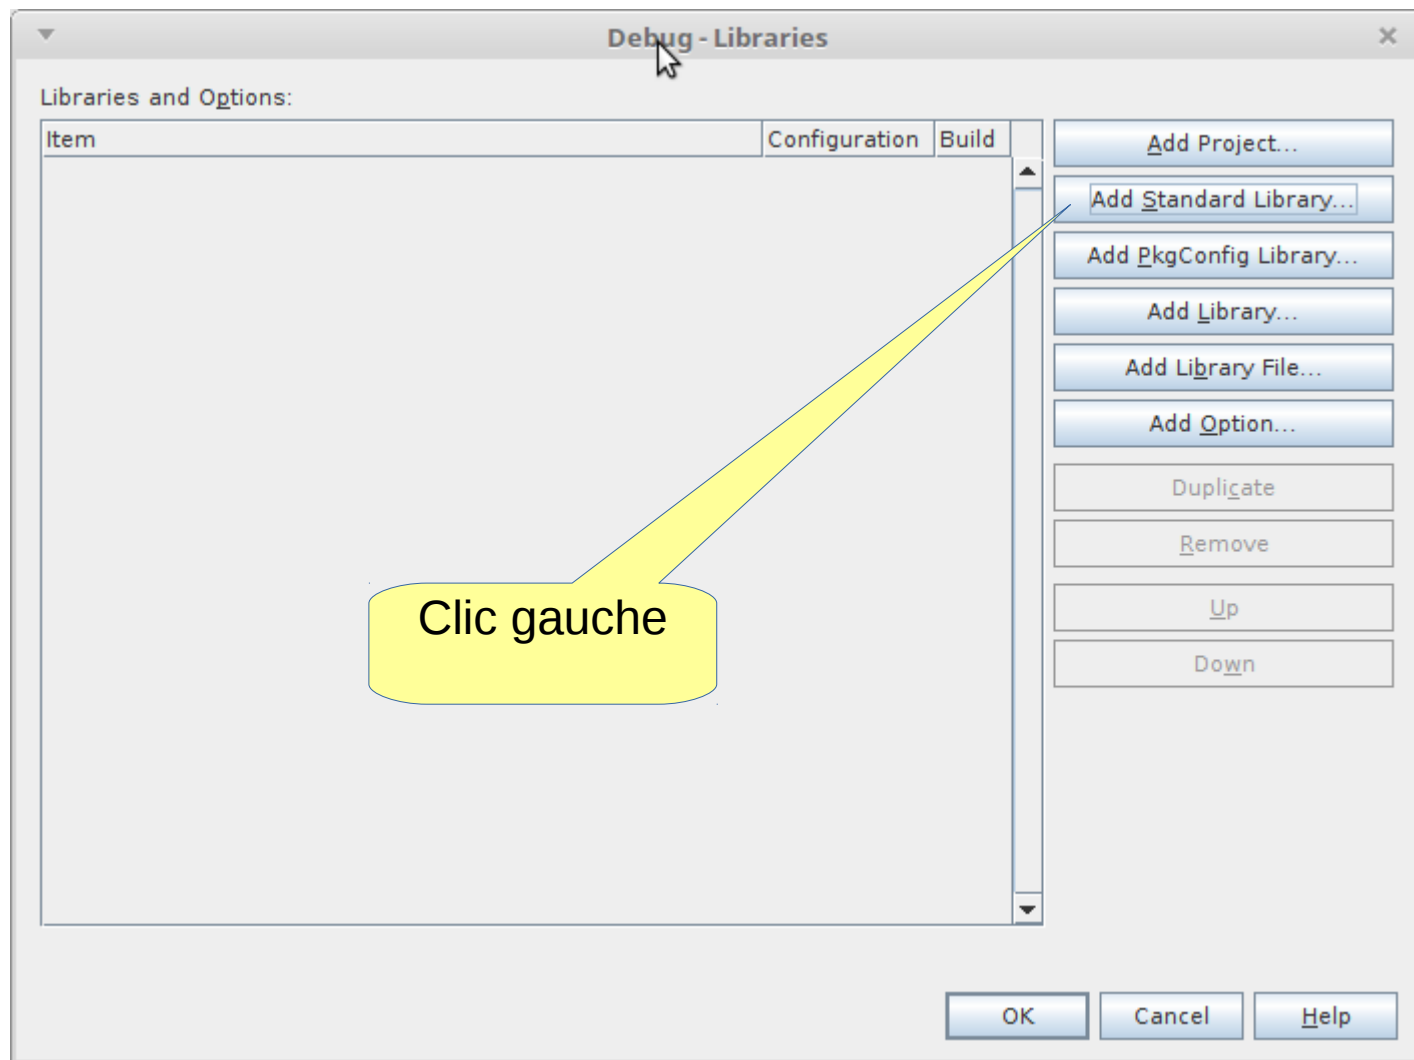 Debug - Libraries
Libraries and Options:
Item Configuration Build
Add Project...
Add Standard Library...
Add PkgConfig Library...
Add Library...
Add Library File...
Add Option...
Duplicate
Remove
Up
Down
Clic gauche
OK Cancel Help